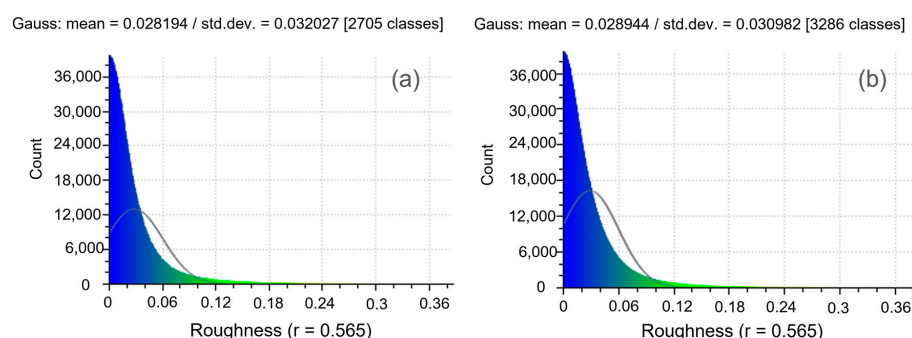 Gauss: mean = 0.028194 / std.dev. = 0.032027 [2705 classes]
(a)
Count
36,000
30,000
24,000
18,000
12,000
6,000
0
0 0.06 0.12 0.18 0.24 0.3 0.36
Roughness (r = 0.565)
Gauss: mean = 0.028944 / std.dev. = 0.030982 [3286 classes]
(b)
Count
36,000
30,000
24,000
18,000
12,000
6,000
0
0 0.06 0.12 0.18 0.24 0.3 0.36
Roughness (r = 0.565)